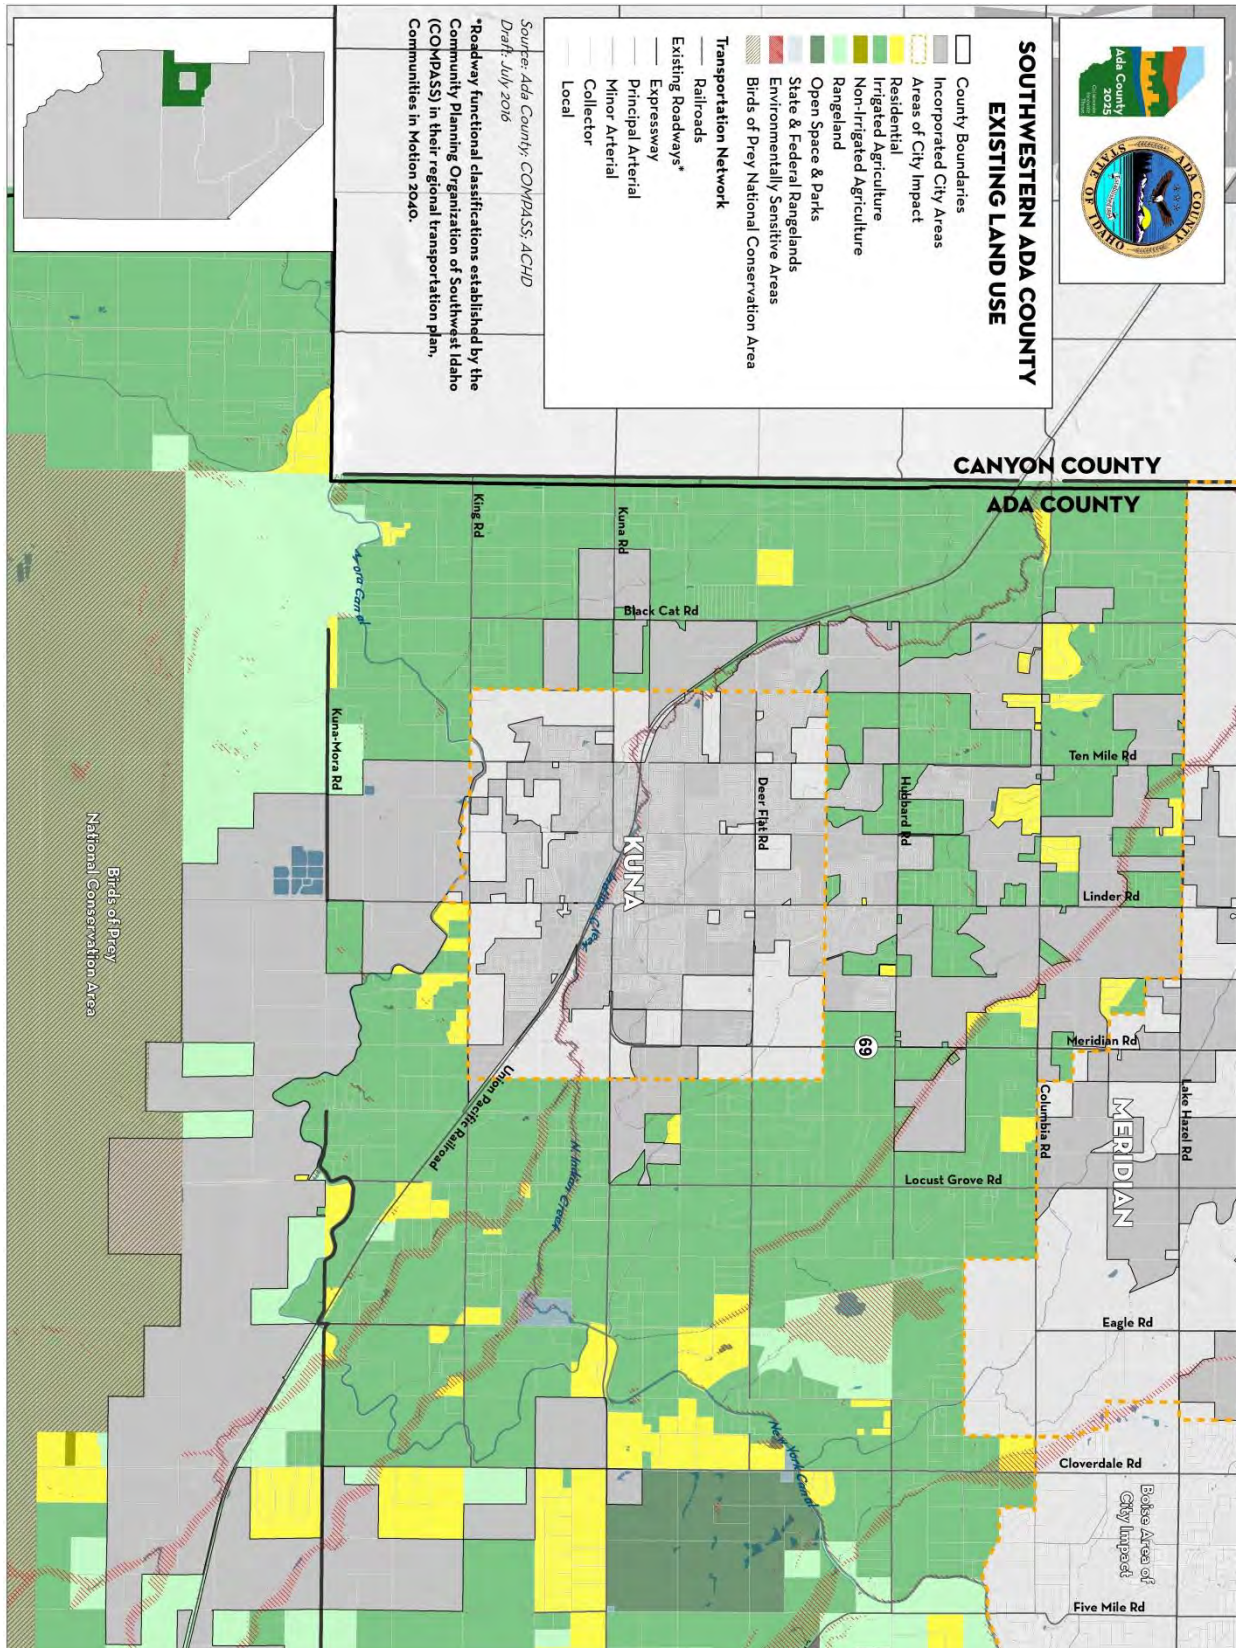 Ada County
2025
ADA COUNTY
STATE OF IDAHO
SOUTHWESTERN ADA COUNTY
EXISTING LAND USE
County Boundaries
Incorporated City Areas
Areas of City Impact
Residential
Irrigated Agriculture
Non-Irrigated Agriculture
Rangeland
Open Space & Parks
State & Federal Rangelands
Environmentally Sensitive Areas
Birds of Prey National Conservation Area
Transportation Network
Railroads
Existing Roadways*
Expressway
Principal Arterial
Minor Arterial
Collector
Local
Source: Ada County; COMPASS; ACHD
Draft: July 2016
*Roadway functional classifications established by the
Community Planning Organization of Southwest Idaho
(COMPASS) in their regional transportation plan,
Communities in Motion 2040.
CANYON COUNTY
ADA COUNTY
King Rd
Kuna Rd
Mora Canal
Black Cat Rd
Kuna-Mora Rd
Ten Mile Rd
Deer Flat Rd
Hubbard Rd
KUNA
Indian Creek
Linder Rd
Birds of Prey
National Conservation Area
69
Meridian Rd
Columbia Rd
Lake Hazel Rd
MERIDIAN
Union Pacific Railroad
N Indian Creek
Locust Grove Rd
Eagle Rd
New York Canal
Cloverdale Rd
Boise Area of
City Impact
Five Mile Rd